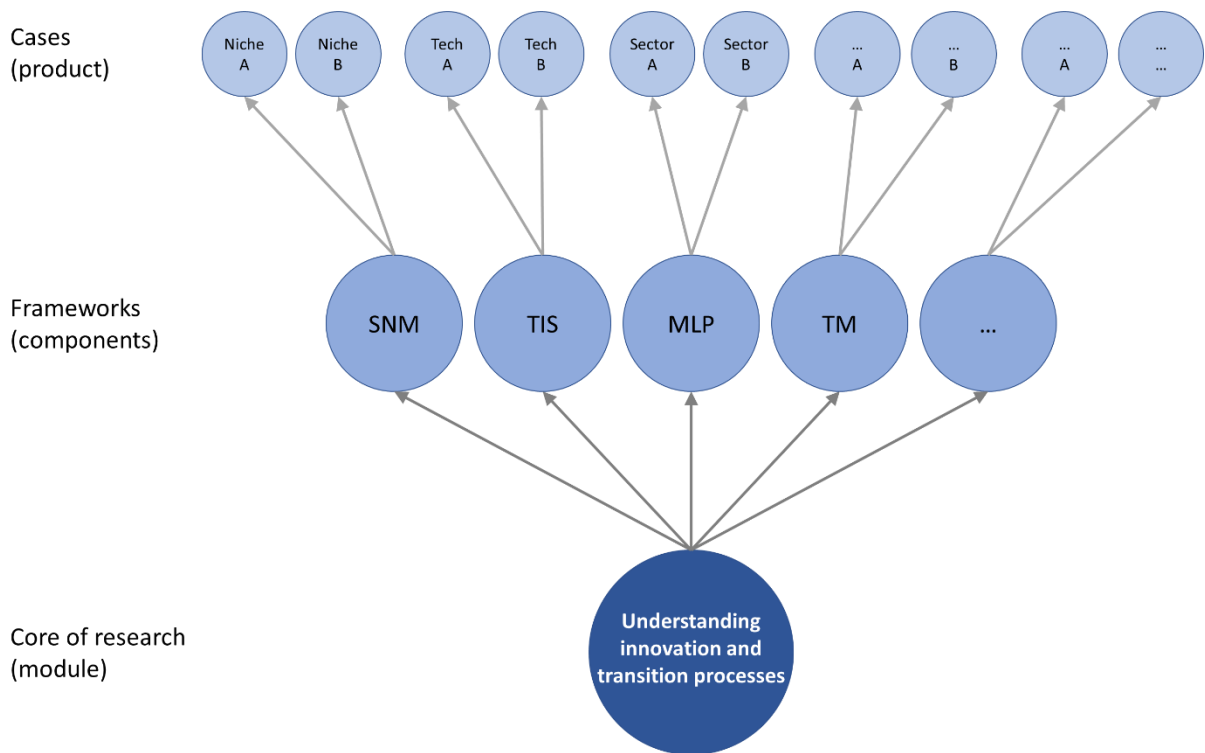 Cases
(product)
Niche
A
Niche
B
Tech
A
Tech
B
Sector
A
Sector
B
...
A
...
B
...
A
...
...
Frameworks
(components)
SNM
TIS
MLP
TM
...
Core of research
(module)
Understanding
innovation and
transition processes